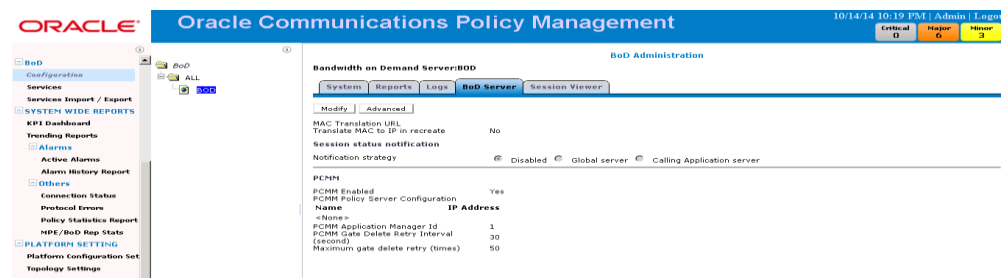 ORACLE
Oracle Communications Policy Management
10/14/14 10:19 PM | Admin | Logou
Critical
0
Major
6
Minor
3
BoD
Configuration
Services
Services Import / Export
SYSTEM WIDE REPORTS
KPI Dashboard
Trending Reports
Alarms
Active Alarms
Alarm History Report
Others
Connection Status
Protocol Errors
Policy Statistics Report
MPE/BoD Rep Stats
PLATFORM SETTING
Platform Configuration Set
Topology Settings
BoD
ALL
BOD
BoD Administration
Bandwidth on Demand Server:BOD
System Reports Logs BoD Server Session Viewer
Modify Advanced
MAC Translation URL
Translate MAC to IP in recreate No
Session status notification
Notification strategy Disabled Global server Calling Application server
PCMM
PCMM Enabled Yes
PCMM Policy Server Configuration
Name IP Address
<None>
PCMM Application Manager Id 1
PCMM Gate Delete Retry Interval
(second) 30
Maximum gate delete retry (times) 50